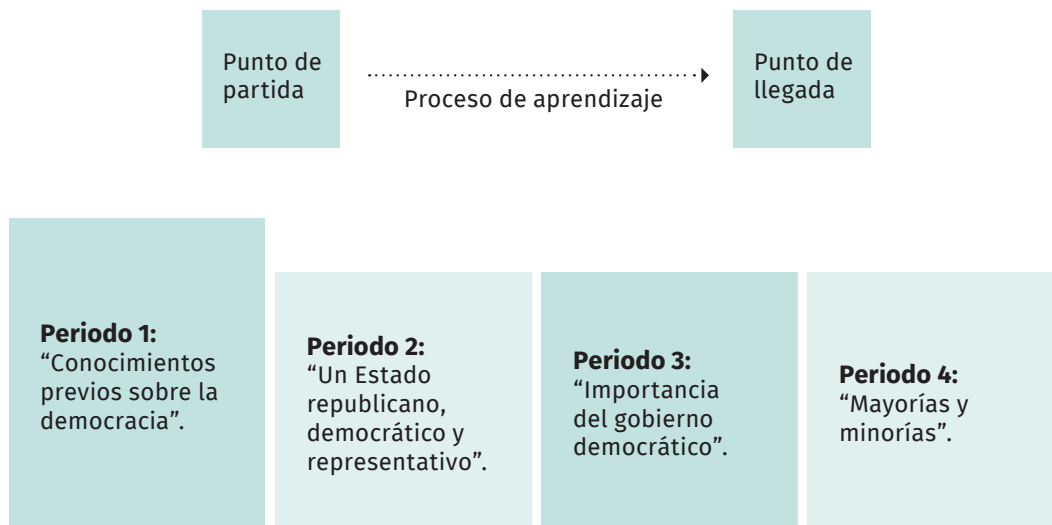 Punto de
partida
Proceso de aprendizaje
Punto de
llegada
Periodo 1:
“Conocimientos
previos sobre la
democracia”.
Periodo 2:
“Un Estado
republicano,
democrático y
representativo”.
Periodo 3:
“Importancia
del gobierno
democrático”.
Periodo 4:
“Mayorías y
minorías”.